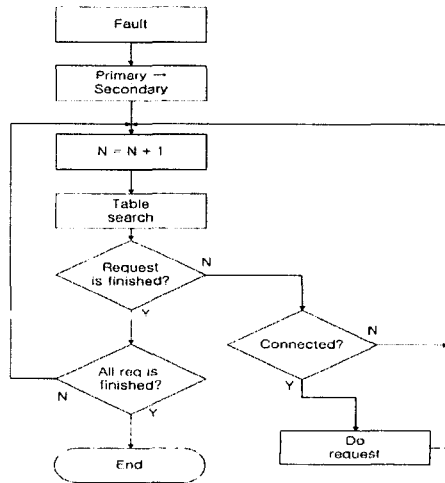 Fault
Primary →
Secondary
N = N + 1
Table
search
Request
is finished?
N
Y
Connected?
N
Y
All req is
finished?
N
Y
Do
request
End